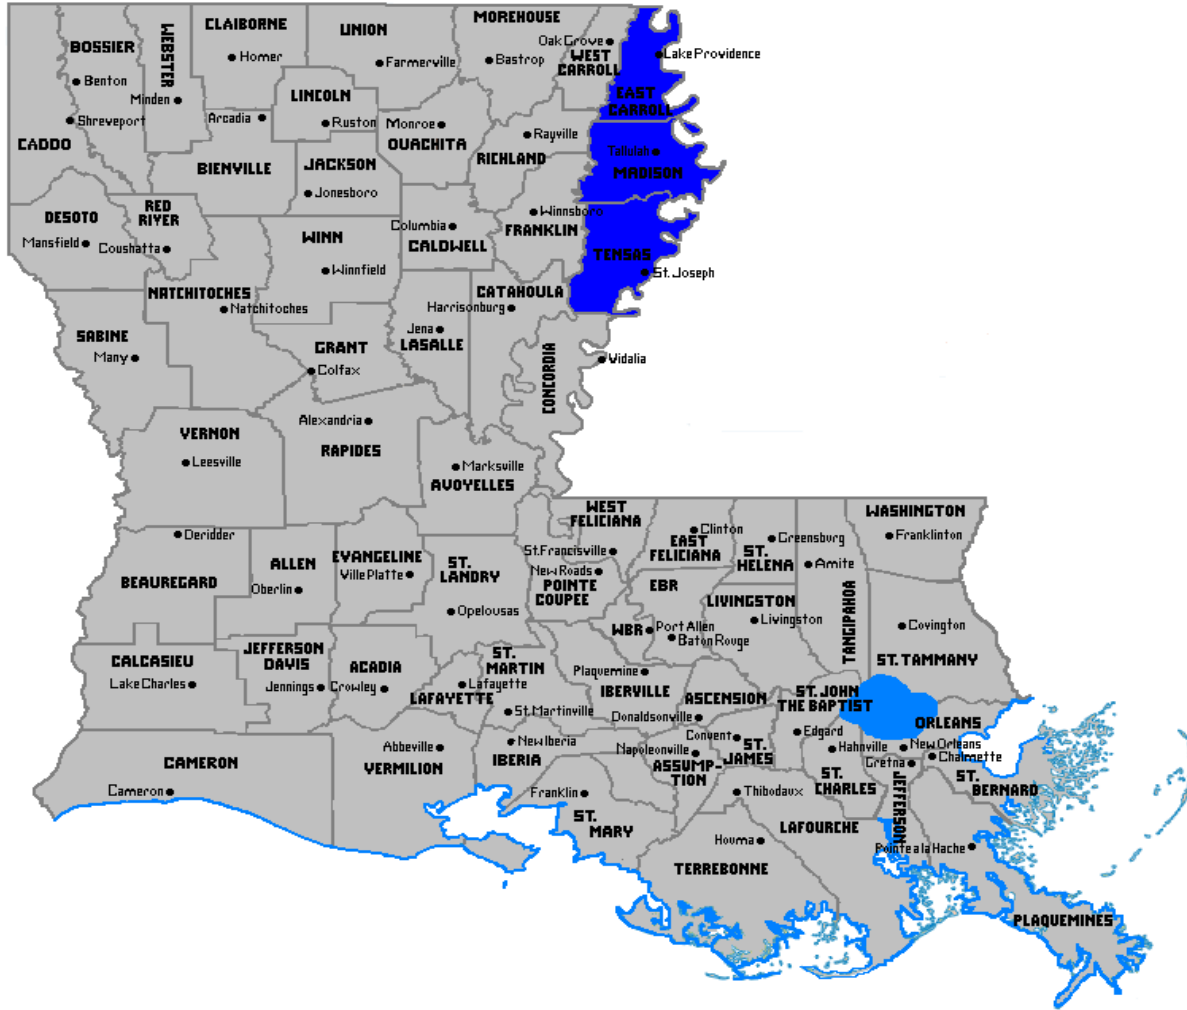 MOREHOUSE
CLAIBORNE
UNION
WEBSTER
BOSSIER
Oak Grove
WEST
CARROLL
Lake Providence
Homer
Farmerville
Bastrop
Benton
Minden
LINCOLN
EAST
CARROLL
Shreveport
Arcadia
Ruston
Monroe
OUACHITA
Rayville
CADDO
BIENVILLE
JACKSON
RICHLAND
Tallulah
MADISON
Jonesboro
DESOTO
RED
RIVER
Mansfield
Coushatta
WINN
Columbia
CALDWELL
Winnsboro
FRANKLIN
TENSAS
St. Joseph
Winnfield
NATCHITOCHES
Natchitoches
CATAHOULA
Harrisonburg
SABINE
Many
GRANT
Colfax
Jena
LASALLE
CONCORDIA
Vidalia
VERNON
Leesville
Alexandria
RAPIDES
Marksville
AVOYELLES
WEST
FELICIANA
St. Francisville
Clinton
EAST
FELICIANA
Greensburg
ST.
HELENA
WASHINGTON
Franklinton
Deridder
BEAUREGARD
ALLEN
Oberlin
EVANGELINE
Ville Platte
ST.
LANDRY
Opelousas
New Roads
POINTE
COUPEE
EBR
Amite
TANGIPAHOA
LIVINGSTON
Livingston
WBR
Port Allen
Baton Rouge
Covington
ST. TAMMANY
CALCASIEU
Lake Charles
JEFFERSON
DAVIS
Jennings
ACADIA
Crowley
LAFAYETTE
Lafayette
ST.
MARTIN
St. Martinville
Plaquemine
IBERVILLE
ASCENSION
Donaldsonville
ST. JOHN
THE BAPTIST
Edgard
ORLEANS
New Orleans
Chalmette
CAMERON
Cameron
Abbeville
VERMILION
New Iberia
IBERIA
Napoleonville
ASSUMP-
TION
Convent
ST.
JAMES
Hahnville
ST.
CHARLES
Gretna
JEFFERSON
ST.
BERNARD
Franklin
ST.
MARY
Thibodaux
LAFOURCHE
Houma
TERREBONNE
Pointe a la Hache
PLAQUEMINES